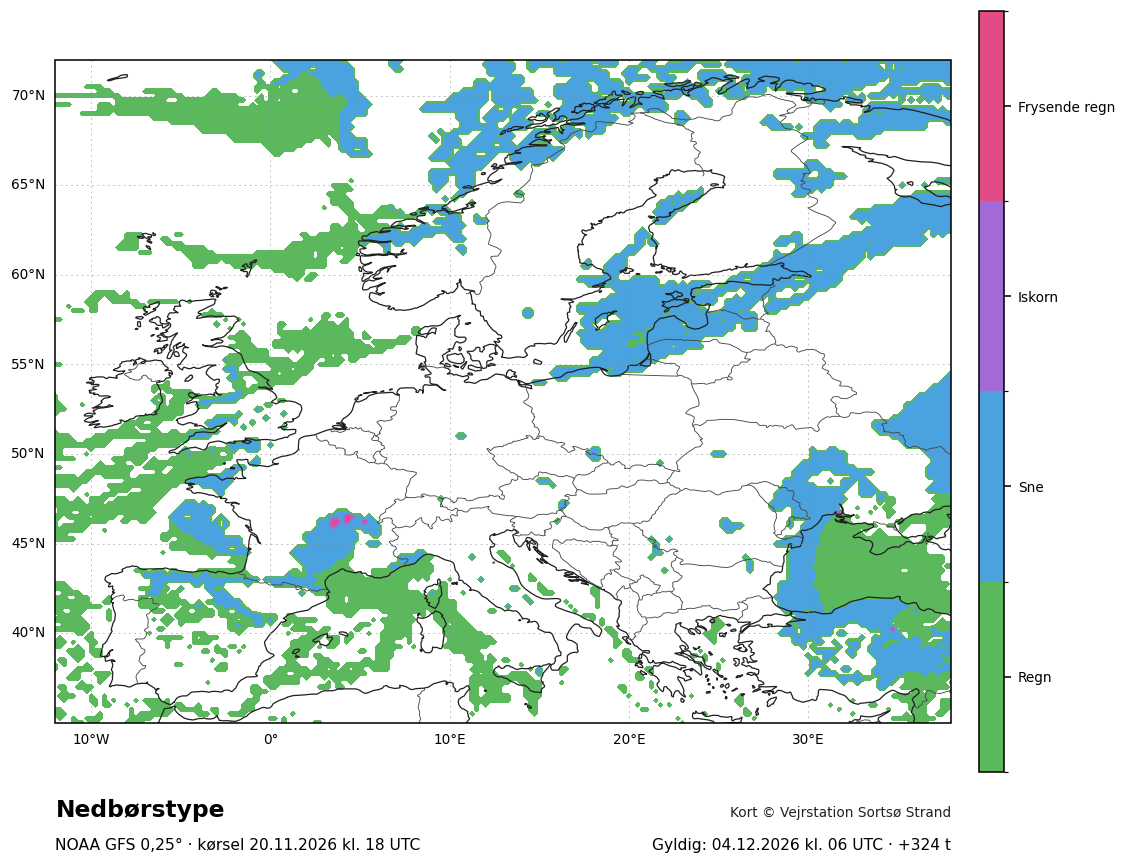 Frysende regn
Iskorn
Sne
Regn
70°N
65°N
60°N
55°N
50°N
45°N
40°N
10°W
0°
10°E
20°E
30°E
Nedbørstype
Kort © Vejrstation Sortsø Strand
NOAA GFS 0,25° · kørsel 20.11.2026 kl. 18 UTC
Gyldig: 04.12.2026 kl. 06 UTC · +324 t